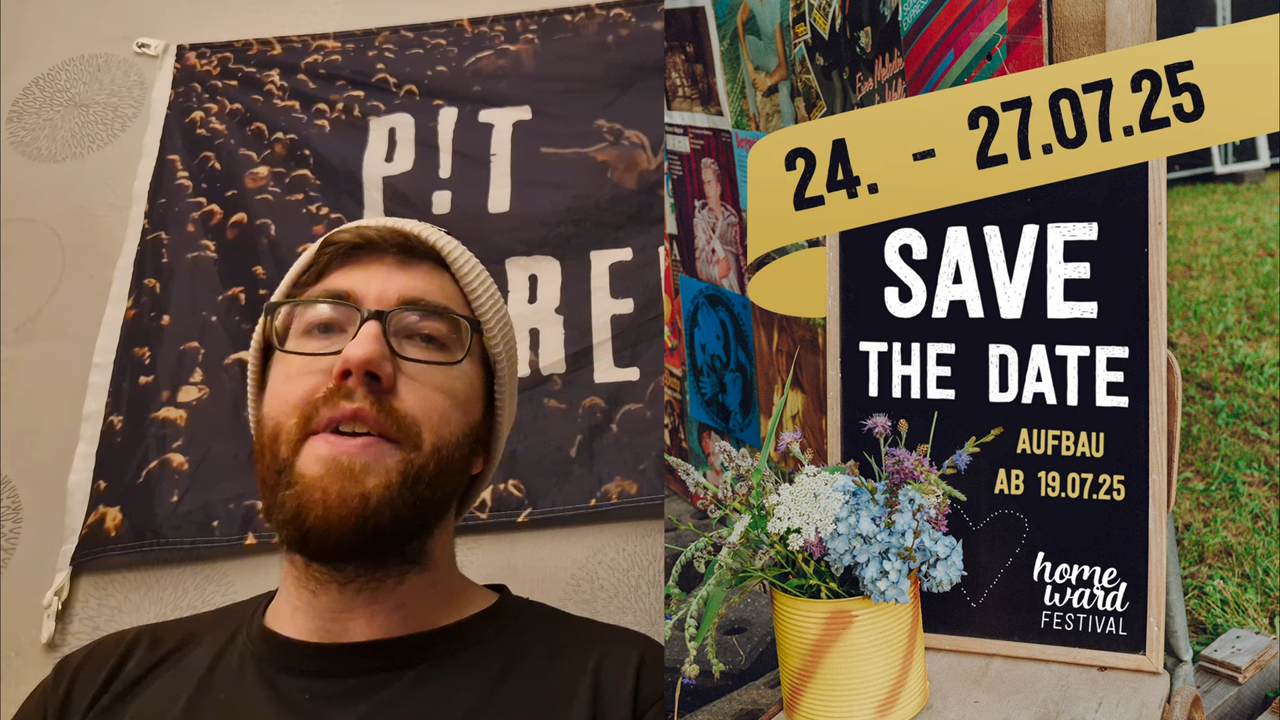 P!T
RE
24. - 27.07.25
SAVE
THE DATE
AUFBAU
AB 19.07.25
home
ward
FESTIVAL